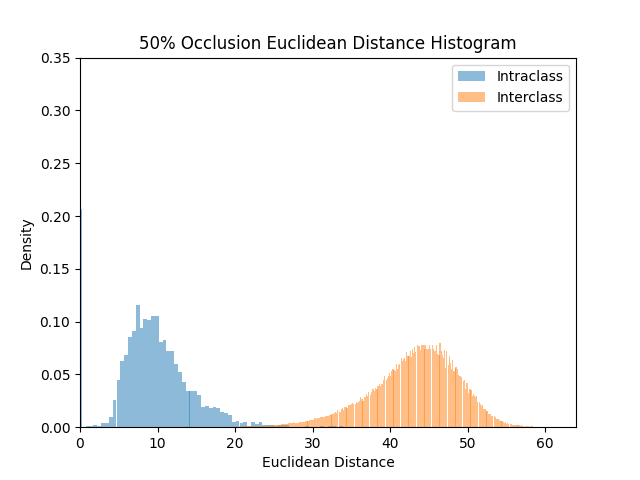 50% Occlusion Euclidean Distance Histogram
Intraclass
Interclass
0.35
0.30
0.25
0.20
0.15
0.10
0.05
0.00
Density
0 10 20 30 40 50 60
Euclidean Distance